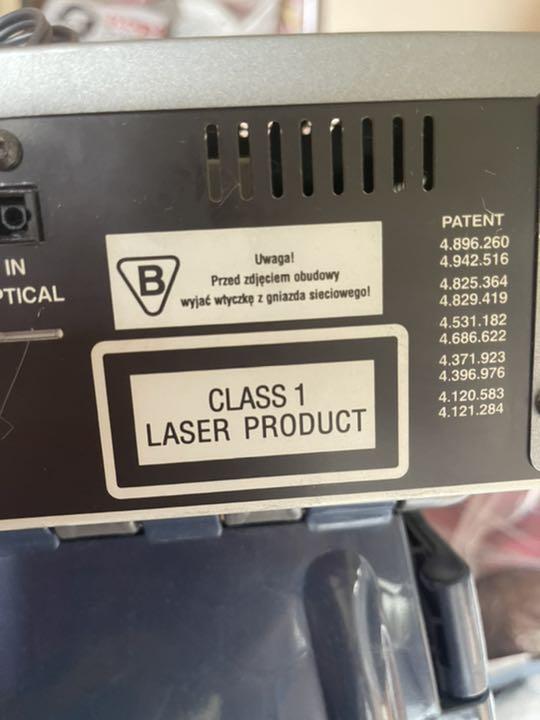 IN
PTICAL
B
Uwaga!
Przed zdjęciem obudowy
wyjąć wtyczkę z gniazda sieciowego!
CLASS 1
LASER PRODUCT
PATENT
4.896.260
4.942.516
4.825.364
4.829.419
4.531.182
4.686.622
4.371.923
4.396.976
4.120.583
4.121.284